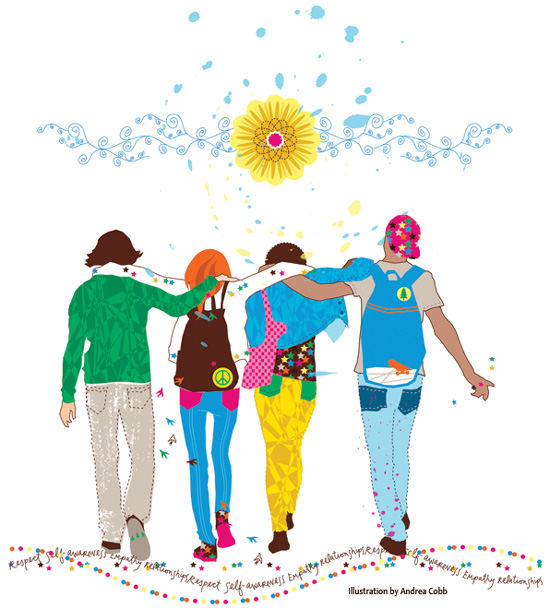 Respect Self-awareness Empathy Relationships Respect Self-awareness Empathy Relationships Respect Self-awareness Empathy Relationships
Illustration by Andrea Cobb